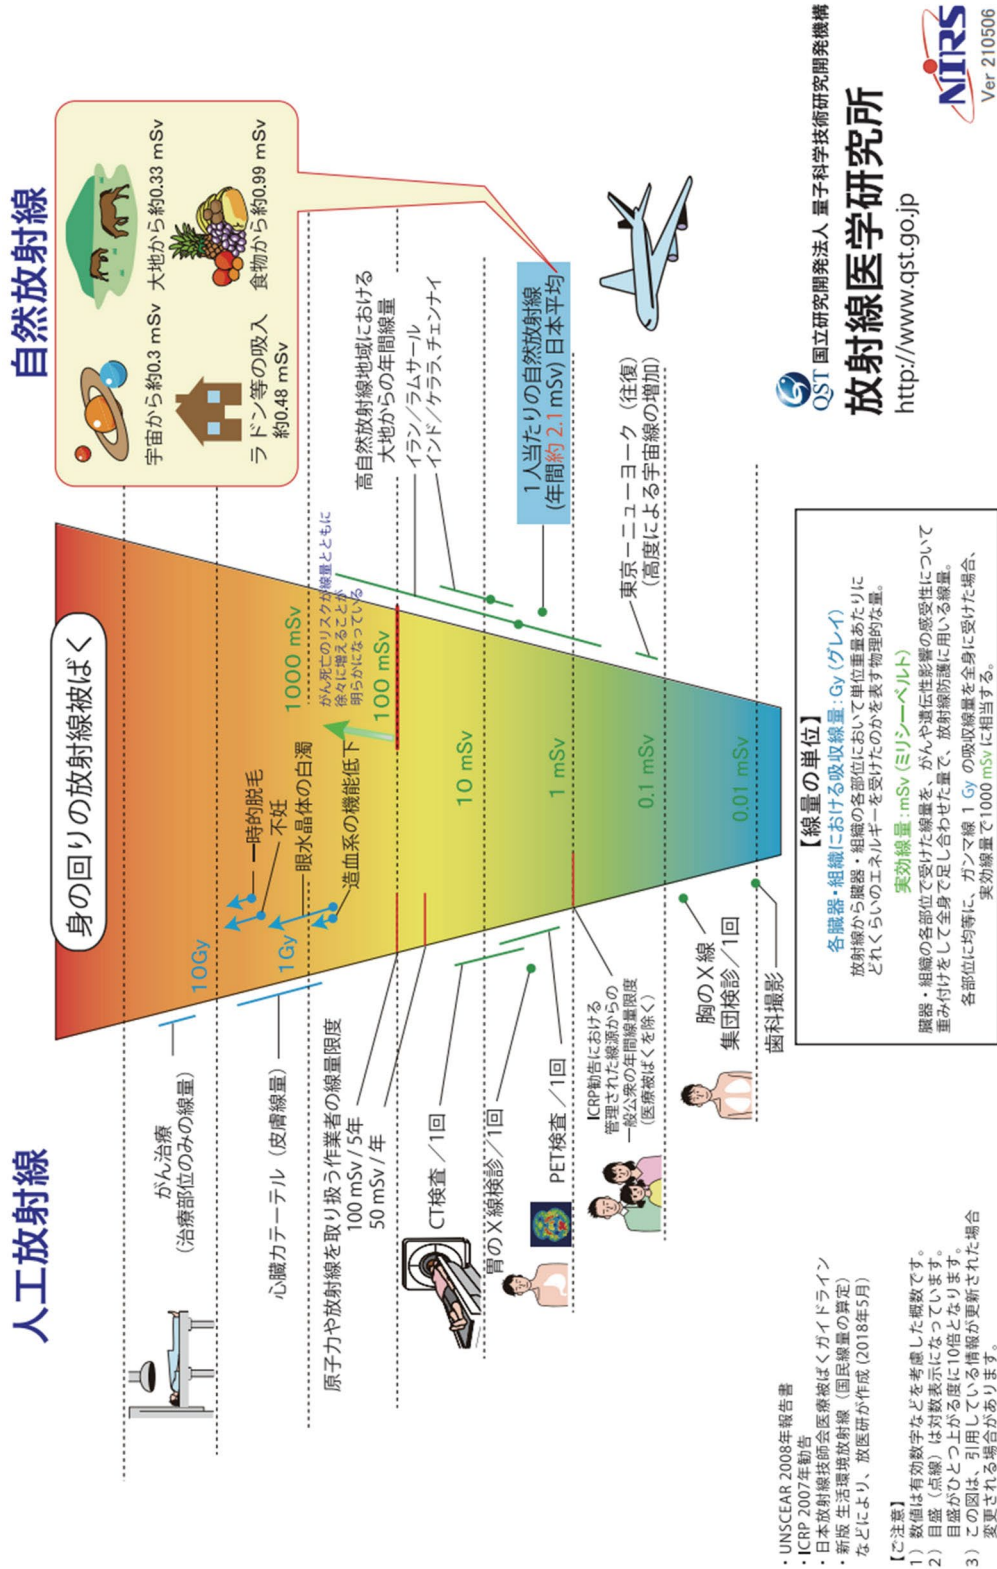 人工放射線
自然放射線
身の回りの放射線被ばく
がん治療
（治療部位のみの線量）
心臓カテーテル（皮膚線量）
原子力や放射線を取り扱う作業者の線量限度
100 mSv / 5年
50 mSv / 年
CT検査 ／1回
胃のX線検診／1回
PET検査 ／1回
ICRP勧告における
管理された線源からの
一般公衆の年間線量限度
（医療被ばくを除く）
胸のX線
集団検診／1回
歯科撮影
10Gy
1Gy
一時的脱毛
不妊
眼水晶体の白濁
造血系の機能低下
1000 mSv
がん死亡のリスクが線量とともに
徐々に増えることが
明らかになっている
100 mSv
10 mSv
1 mSv
0.1 mSv
0.01 mSv
宇宙から約0.3 mSv
大地から約0.33 mSv
ラドン等の吸入
約0.48 mSv
食物から約0.99 mSv
高自然放射線地域における
大地からの年間線量
イラン/ラムサール
インド/ケララ, チェンナイ
1人当たりの自然放射線
(年間約 2.1 mSv) 日本平均
東京ーニューヨーク（往復）
（高度による宇宙線の増加）
・UNSCEAR 2008年報告書
・ICRP 2007年勧告
・日本放射線技師会医療被ばくガイドライン
・新版 生活環境放射線（国民線量の算定）
などにより、放医研が作成(2018年5月)
【ご注意】
1） 数値は有効数字などを考慮した概数です。
2） 目盛（点線）は対数表示になっています。
目盛がひとつ上がる度に10倍となります。
3） この図は、引用している情報が更新された場合
変更される場合があります。
【線量の単位】
各臓器・組織における吸収線量：Gy（グレイ）
放射線から臓器・組織の各部位において単位重量あたりに
どれくらいのエネルギーを受けたのかを表す物理的な量。
実効線量：mSv（ミリシーベルト）
臓器・組織の各部位で受けた線量を、がんや遺伝性影響の感受性について
重み付けをして全身で足し合わせた量で、放射線防護に用いる線量。
各部位に均等に、ガンマ線 1 Gy の吸収線量を全身に受けた場合、
実効線量で1000 mSv に相当する。
QST 国立研究開発法人 量子科学技術研究開発機構
放射線医学研究所
http://www.qst.go.jp
NIRS
Ver 210506